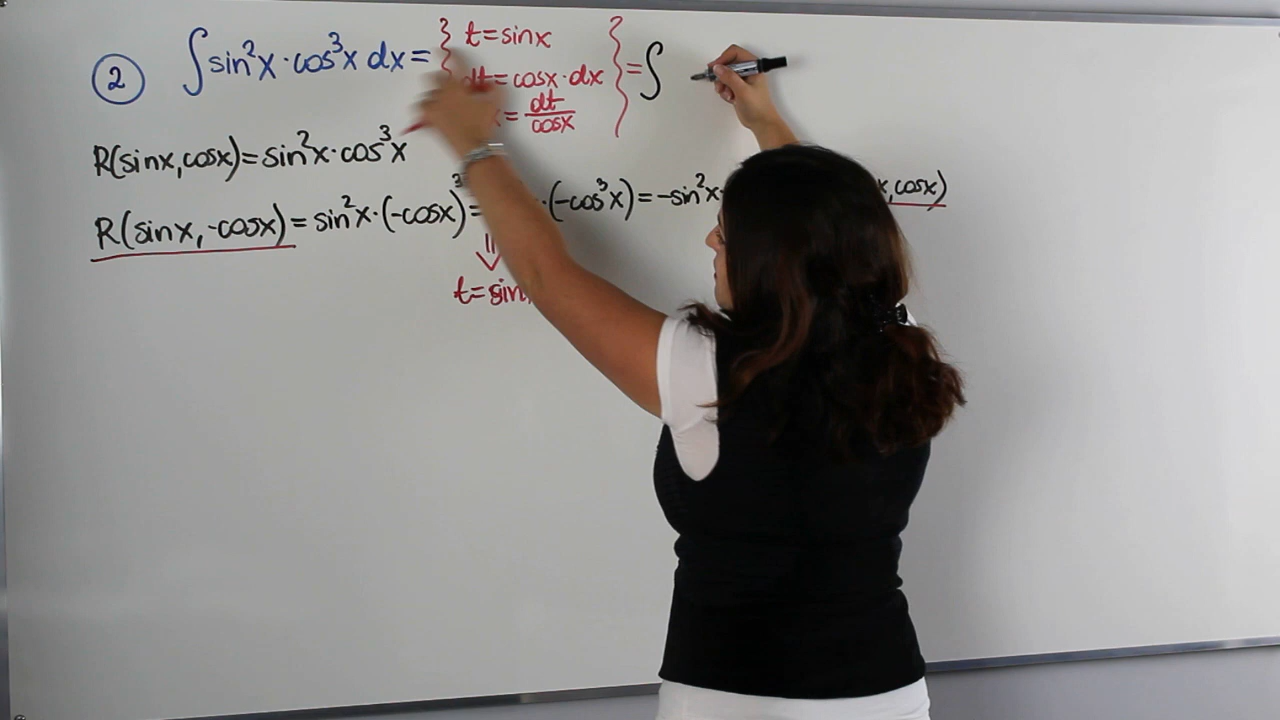 ② ∫sin²x·cos³x dx= { t=sinx
dt=cosx·dx } =∫
= dt/cosx
R(sinx,cosx)=sin²x·cos³x
R(sinx,-cosx)=sin²x·(-cosx)³= ·(-cos³x)=-sin²x· x,cosx)
⇓
t=sin